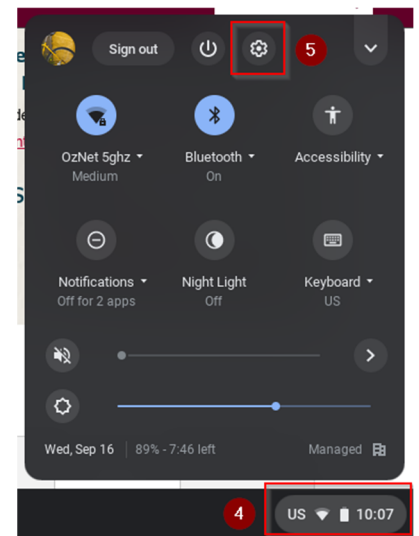 Sign out
5
OzNet 5ghz
Medium
Bluetooth
On
Accessibility
Notifications
Off for 2 apps
Night Light
Off
Keyboard
US
Wed, Sep 16
89% - 7:46 left
Managed
4
US
10:07